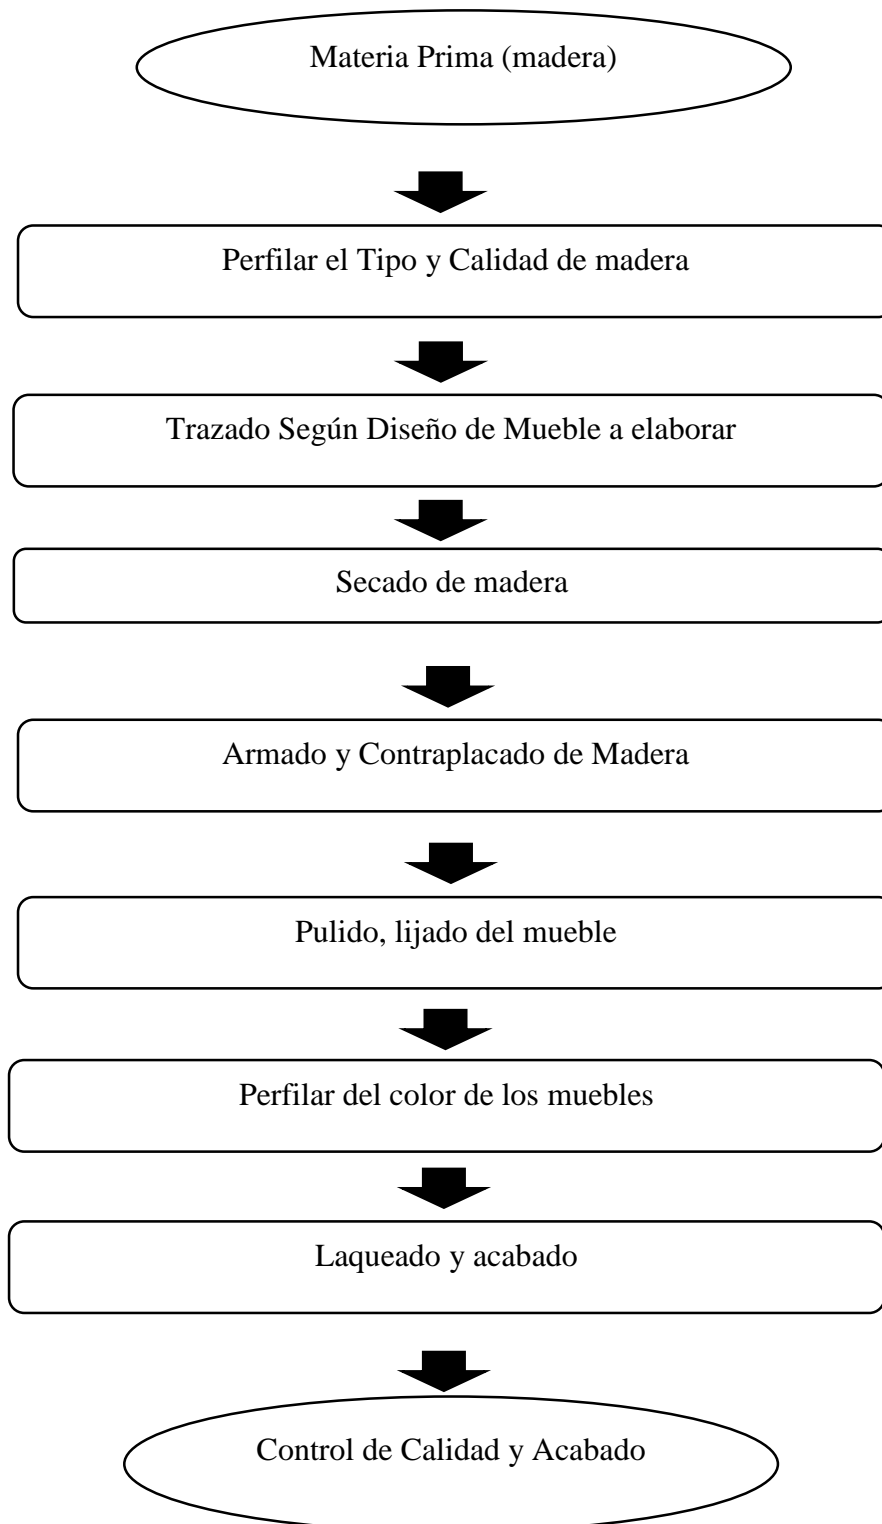 Materia Prima (madera)
Perfilar el Tipo y Calidad de madera
Trazado Según Diseño de Mueble a elaborar
Secado de madera
Armado y Contraplacado de Madera
Pulido, lijado del mueble
Perfilar del color de los muebles
Laqueado y acabado
Control de Calidad y Acabado